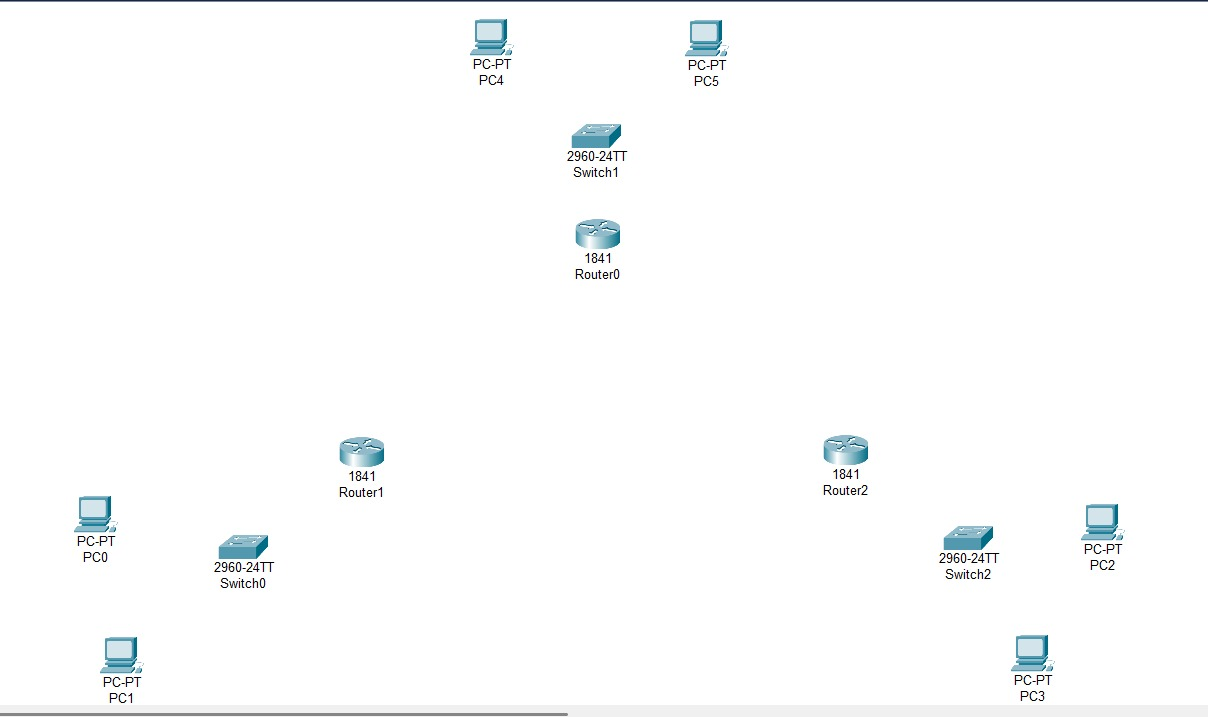 PC-PT
PC4
PC-PT
PC5
2960-24TT
Switch1
1841
Router0
1841
Router1
1841
Router2
PC-PT
PC0
2960-24TT
Switch0
2960-24TT
Switch2
PC-PT
PC2
PC-PT
PC1
PC-PT
PC3